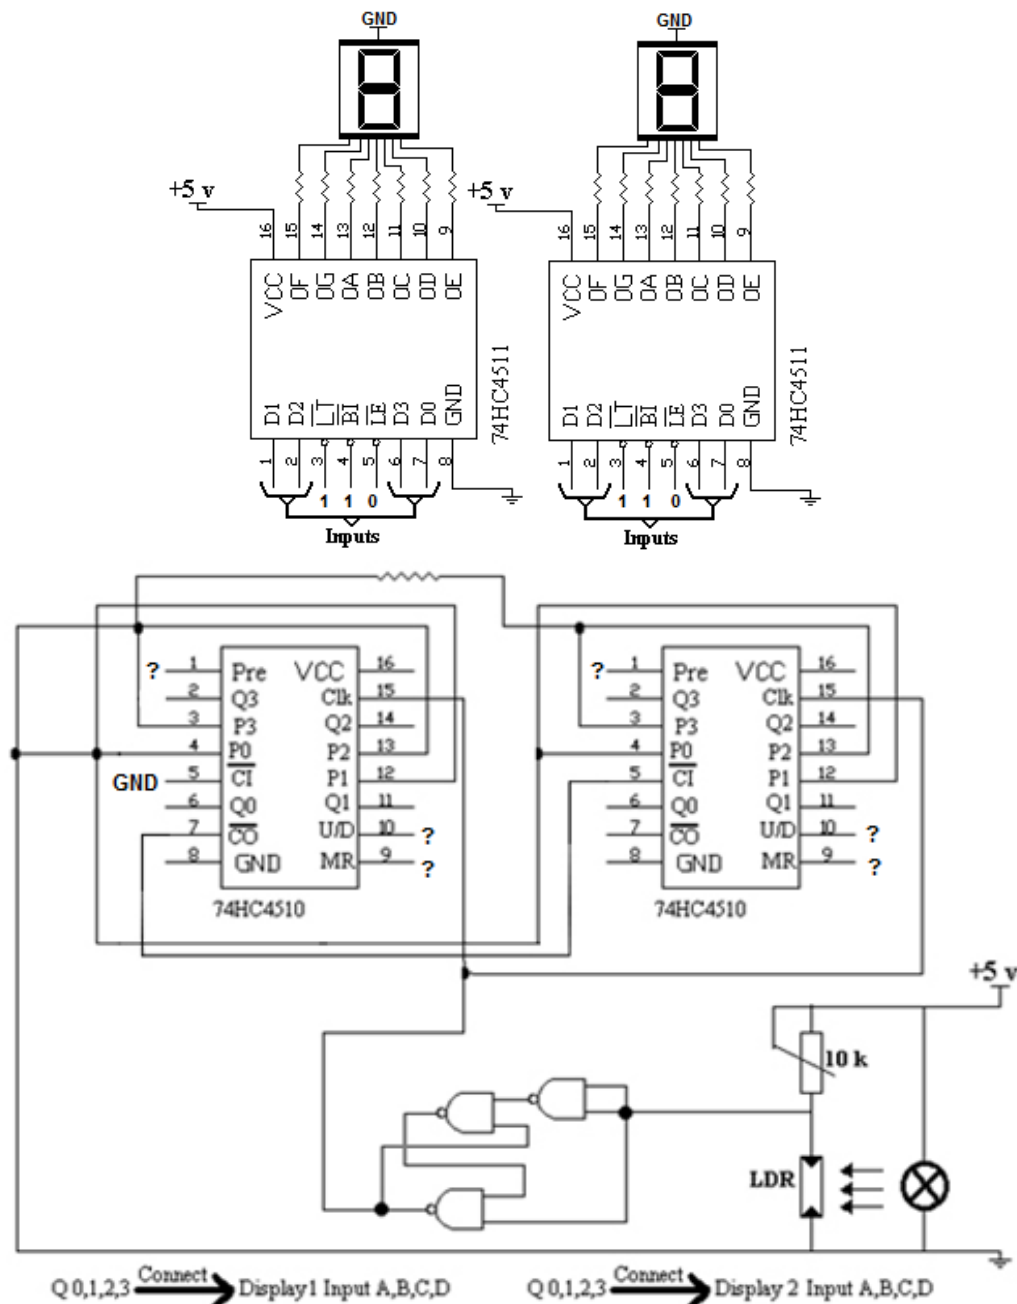 GND GND
+5 v +5 v
16 15 14 13 12 11 10 9 16 15 14 13 12 11 10 9
VCC OF OG OA OB OC OD OE VCC OF OG OA OB OC OD OE
74HC4511 74HC4511
D1 D2 LT BI LE D3 D0 GND D1 D2 LT BI LE D3 D0 GND
1 2 3 4 5 6 7 8 1 2 3 4 5 6 7 8
1 1 0 1 1 0
Inputs Inputs
? 1 Pre VCC 16 ? 1 Pre VCC 16
2 Q3 Clk 15 2 Q3 Clk 15
3 P3 Q2 14 3 P3 Q2 14
4 P0 P2 13 4 P0 P2 13
GND 5 CI P1 12 5 CI P1 12
6 Q0 Q1 11 6 Q0 Q1 11
7 CO U/D 10 ? 7 CO U/D 10 ?
8 GND MR 9 ? 8 GND MR 9 ?
74HC4510 74HC4510
+5 v
10 k
LDR
Q 0,1,2,3 Connect Display1 Input A,B,C,D Q 0,1,2,3 Connect Display 2 Input A,B,C,D